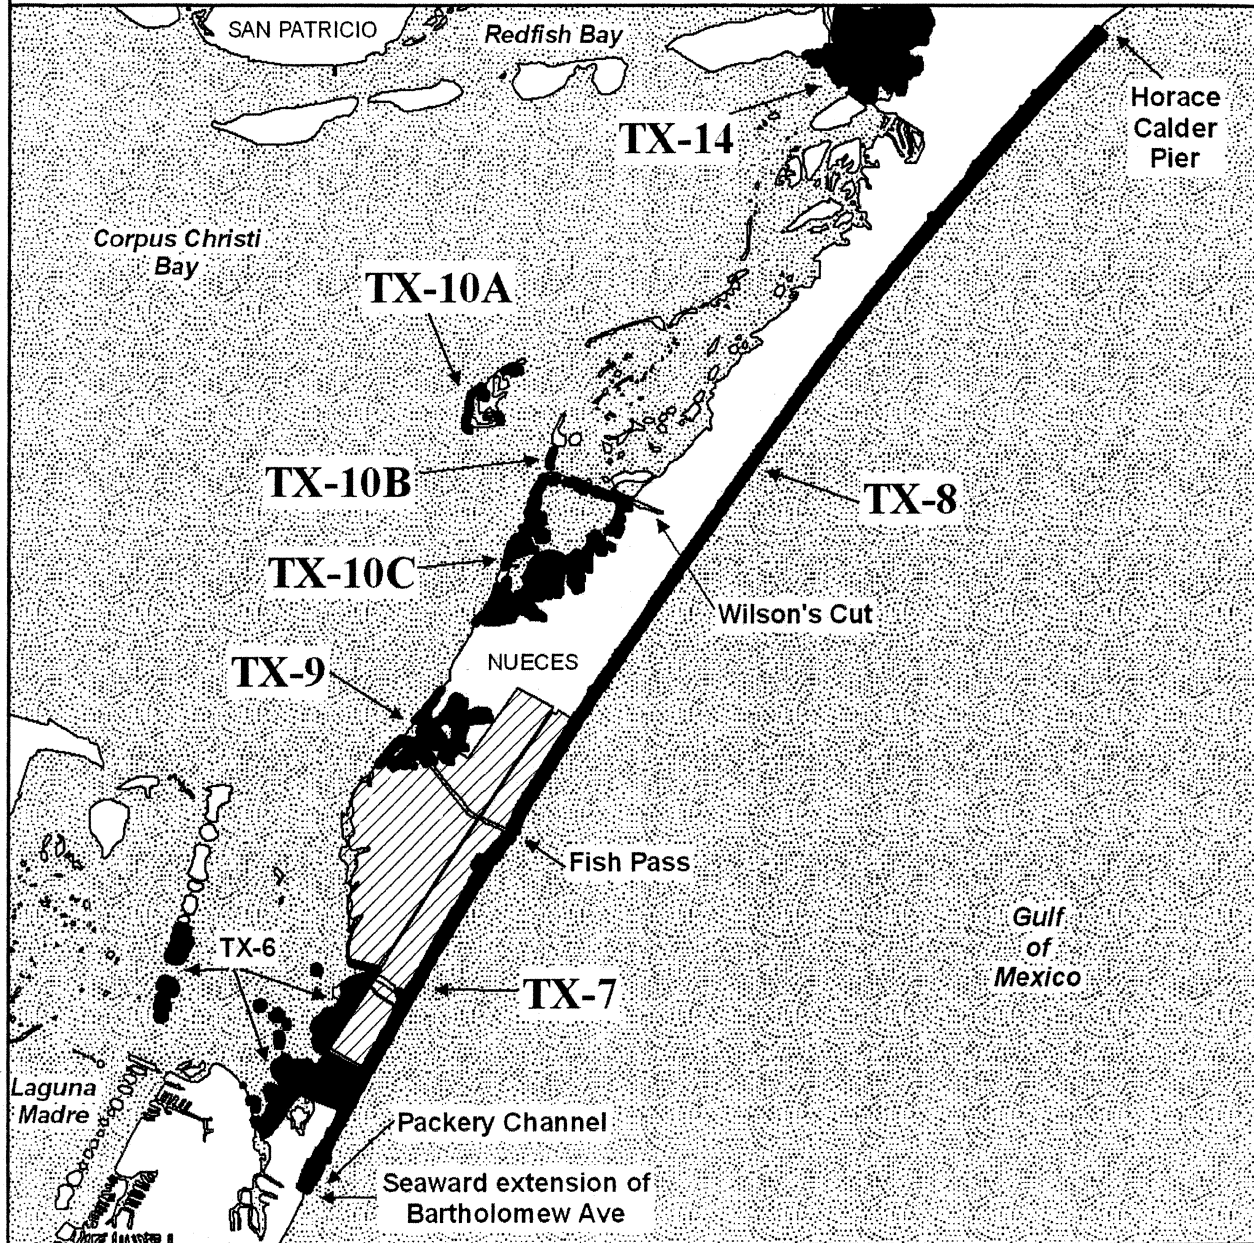 SAN PATRICIO
Redfish Bay
Horace
Calder
Pier
TX-14
Corpus Christi
Bay
TX-10A
TX-10B
TX-8
TX-10C
Wilson's Cut
NUECES
TX-9
Fish Pass
Gulf
of
Mexico
TX-6
TX-7
Laguna
Madre
Packery Channel
Seaward extension of
Bartholomew Ave